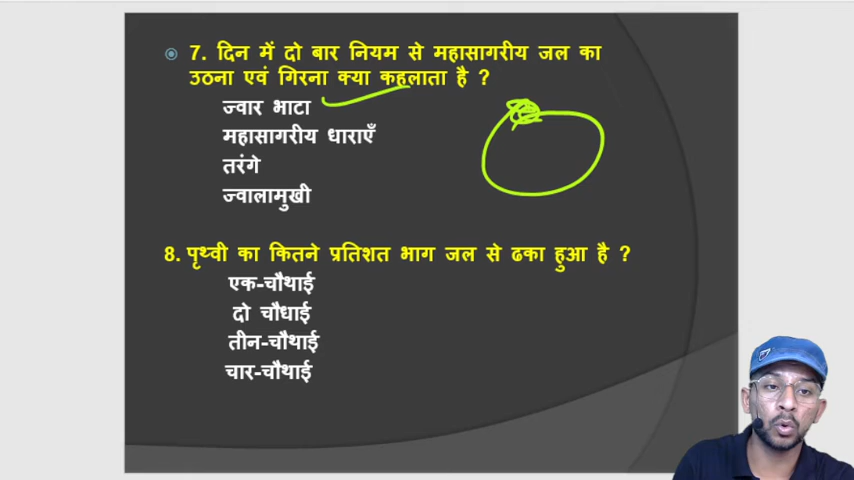 7. दिन में दो बार नियम से महासागरीय जल का
उठना एवं गिरना क्या कहलाता है ?
ज्वार भाटा
महासागरीय धाराएँ
तरंगे
ज्वालामुखी
8. पृथ्वी का कितने प्रतिशत भाग जल से ढका हुआ है ?
एक-चौथाई
दो चौधाई
तीन-चौथाई
चार-चौथाई